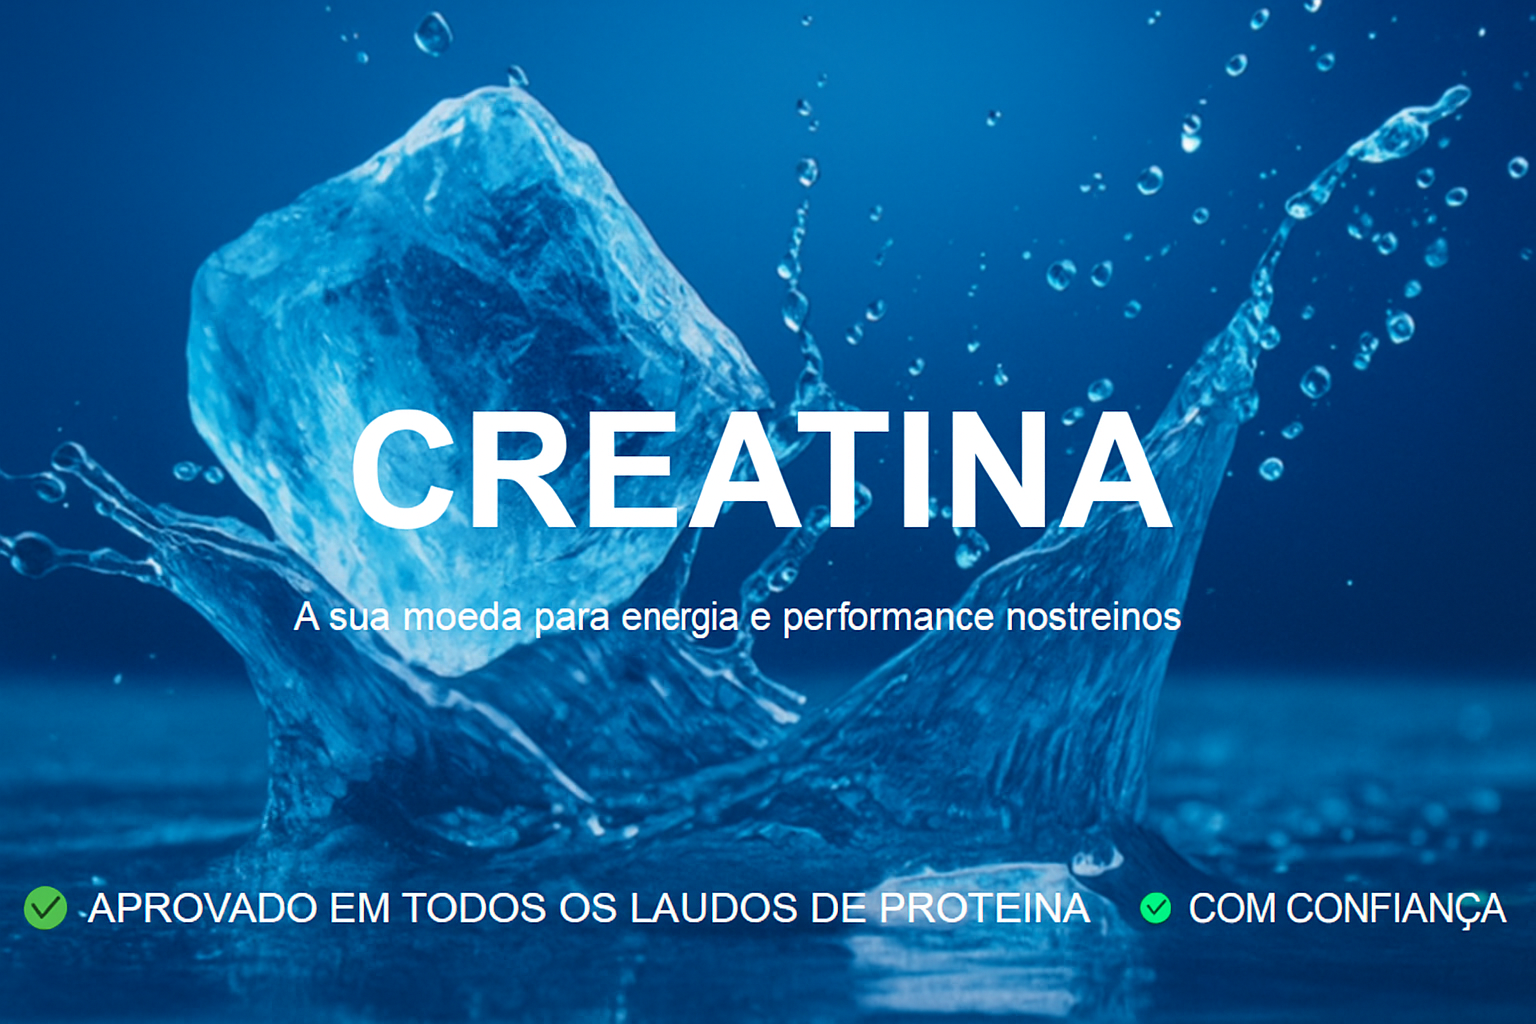 CREATINA
A sua moeda para energia e performance nostreinos
APROVADO EM TODOS OS LAUDOS DE PROTEINA COM CONFIANÇA